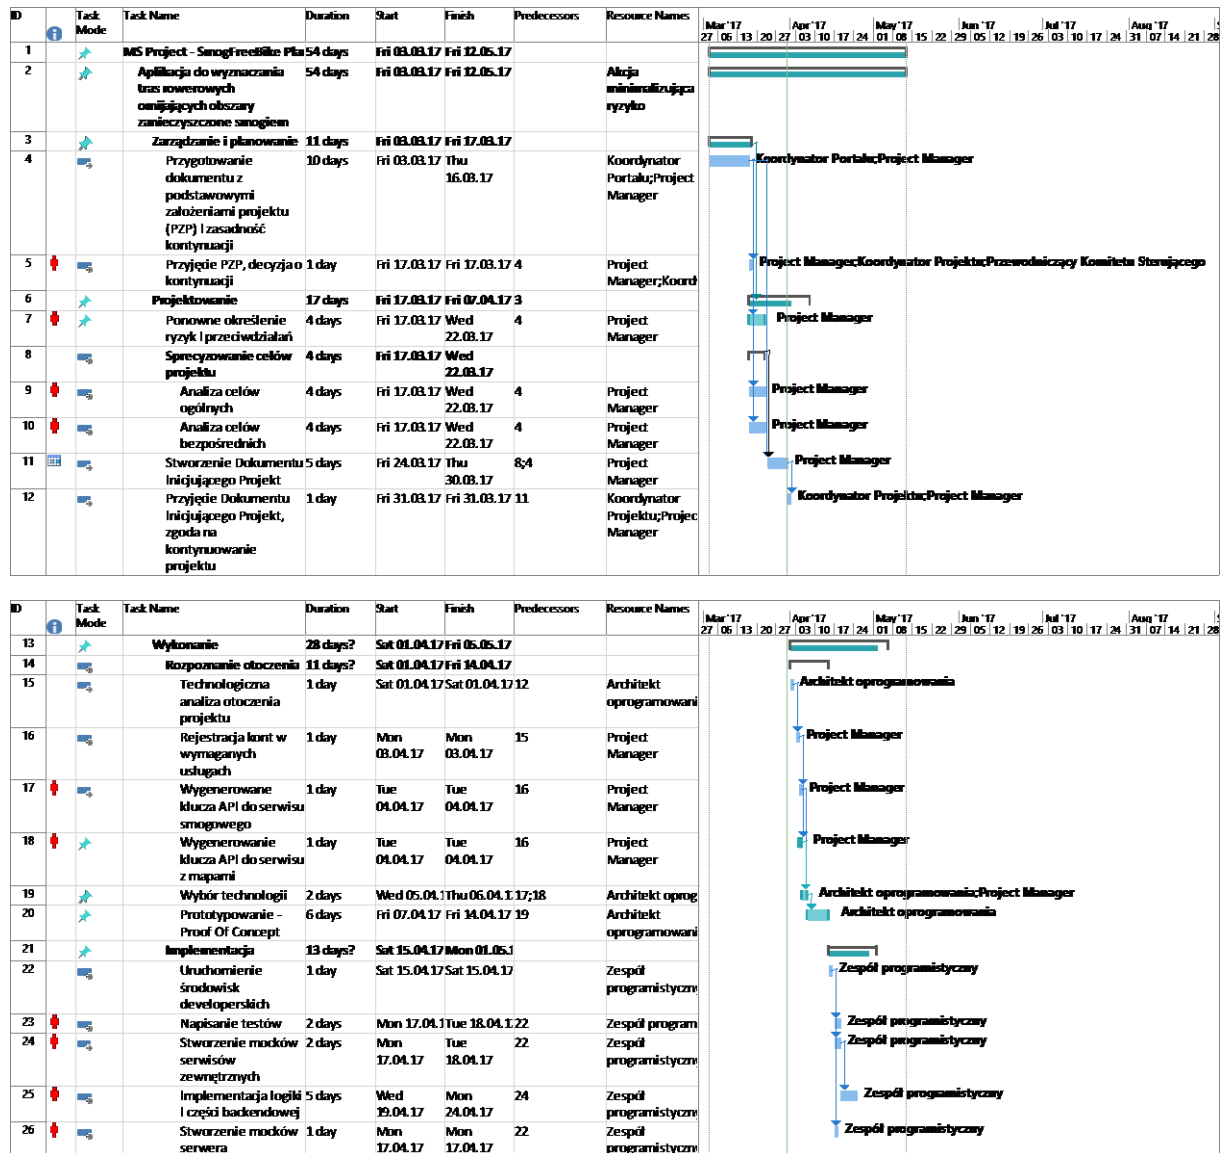 ID Task Mode Task Name Duration Start Finish Predecessors Resource Names
Mar '17 Apr '17 May '17 Jun '17 Jul '17 Aug '17
27 06 13 20 27 03 10 17 24 01 08 15 22 29 05 12 19 26 03 10 17 24 31 07 14 21 28
1 MS Project - SmogFreeBike Pla 54 days Fri 03.03.17 Fri 12.05.17
2 Aplikacja do wyznaczania 54 days Fri 03.03.17 Fri 12.05.17 Akcja
tras rowerowych minimalizująca
omijających obszary ryzyko
zanieczyszczone smogiem
3 Zarządzanie i planowanie 11 days Fri 03.03.17 Fri 17.03.17
4 Przygotowanie 10 days Fri 03.03.17 Thu Koordynator Koordynator Portalu;Project Manager
dokumentu z 16.03.17 Portalu;Project
podstawowymi Manager
założeniami projektu
(PZP) I zasadność
kontynuacji
5 Przyjęcie PZP, decyzja o 1 day Fri 17.03.17 Fri 17.03.17 4 Project Project Manager;Koordynator Projektu;Przewodniczący Komitetu Sterującego
kontynuacji Manager;Koord
6 Projektowanie 17 days Fri 17.03.17 Fri 07.04.17 3
7 Ponowne określenie 4 days Fri 17.03.17 Wed 4 Project Project Manager
ryzyk I przeciwdziałań 22.03.17 Manager
8 Sprecyzowanie celów 4 days Fri 17.03.17 Wed
projektu 22.03.17
9 Analiza celów 4 days Fri 17.03.17 Wed 4 Project Project Manager
ogólnych 22.03.17 Manager
10 Analiza celów 4 days Fri 17.03.17 Wed 4 Project Project Manager
bezpośrednich 22.03.17 Manager
11 Stworzenie Dokumentu 5 days Fri 24.03.17 Thu 8;4 Project Project Manager
Inicjującego Projekt 30.03.17 Manager
12 Przyjęcie Dokumentu 1 day Fri 31.03.17 Fri 31.03.17 11 Koordynator Koordynator Projektu;Project Manager
Inicjującego Projekt, Projektu;Projec
zgoda na Manager
kontynuowanie
projektu
ID Task Mode Task Name Duration Start Finish Predecessors Resource Names
Mar '17 Apr '17 May '17 Jun '17 Jul '17 Aug '17
27 06 13 20 27 03 10 17 24 01 08 15 22 29 05 12 19 26 03 10 17 24 31 07 14 21 28
13 Wykonanie 28 days? Sat 01.04.17 Fri 05.05.17
14 Rozpoznanie otoczenia 11 days? Sat 01.04.17 Fri 14.04.17
15 Technologiczna 1 day Sat 01.04.17 Sat 01.04.17 12 Architekt Architekt oprogramowania
analiza otoczenia oprogramowani
projektu
16 Rejestracja kont w 1 day Mon Mon 15 Project Project Manager
wymaganych 03.04.17 03.04.17 Manager
usługach
17 Wygenerowane 1 day Tue Tue 16 Project Project Manager
klucza API do serwisu 04.04.17 04.04.17 Manager
smogowego
18 Wygenerowanie 1 day Tue Tue 16 Project Project Manager
klucza API do serwisu 04.04.17 04.04.17 Manager
z mapami
19 Wybór technologii 2 days Wed 05.04.1 Thu 06.04.1 17;18 Architekt oprog Architekt oprogramowania;Project Manager
20 Prototypowanie - 6 days Fri 07.04.17 Fri 14.04.17 19 Architekt Architekt oprogramowania
Proof Of Concept oprogramowani
21 Implementacja 13 days? Sat 15.04.17 Mon 01.05.1
22 Uruchomienie 1 day Sat 15.04.17 Sat 15.04.17 Zespół Zespół programistyczny
środowisk programistyczn
developerskich
23 Napisanie testów 2 days Mon 17.04.1 Tue 18.04.1 22 Zespół program Zespół programistyczny
24 Stworzenie mocków 2 days Mon Tue 22 Zespół Zespół programistyczny
serwisów 17.04.17 18.04.17 programistyczn
zewnętrznych
25 Implementacja logiki 5 days Wed Mon 24 Zespół Zespół programistyczny
I części backendowej 19.04.17 24.04.17 programistyczn
26 Stworzenie mocków 1 day Mon Mon 22 Zespół Zespół programistyczny
serwera 17.04.17 17.04.17 programistyczn